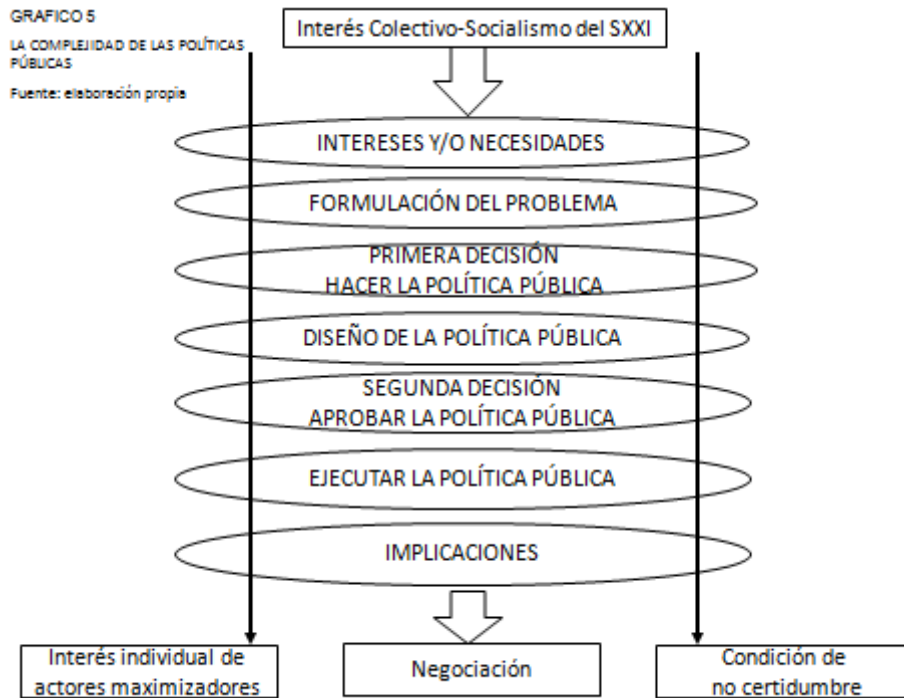 GRAFICO 5
LA COMPLEJIDAD DE LAS POLÍTICAS
PÚBLICAS
Fuente: elaboración propia
Interés Colectivo-Socialismo del SXXI
INTERESES Y/O NECESIDADES
FORMULACIÓN DEL PROBLEMA
PRIMERA DECISIÓN
HACER LA POLÍTICA PÚBLICA
DISEÑO DE LA POLÍTICA PÚBLICA
SEGUNDA DECISIÓN
APROBAR LA POLÍTICA PÚBLICA
EJECUTAR LA POLÍTICA PÚBLICA
IMPLICACIONES
Interés individual de
actores maximizadores
Negociación
Condición de
no certidumbre